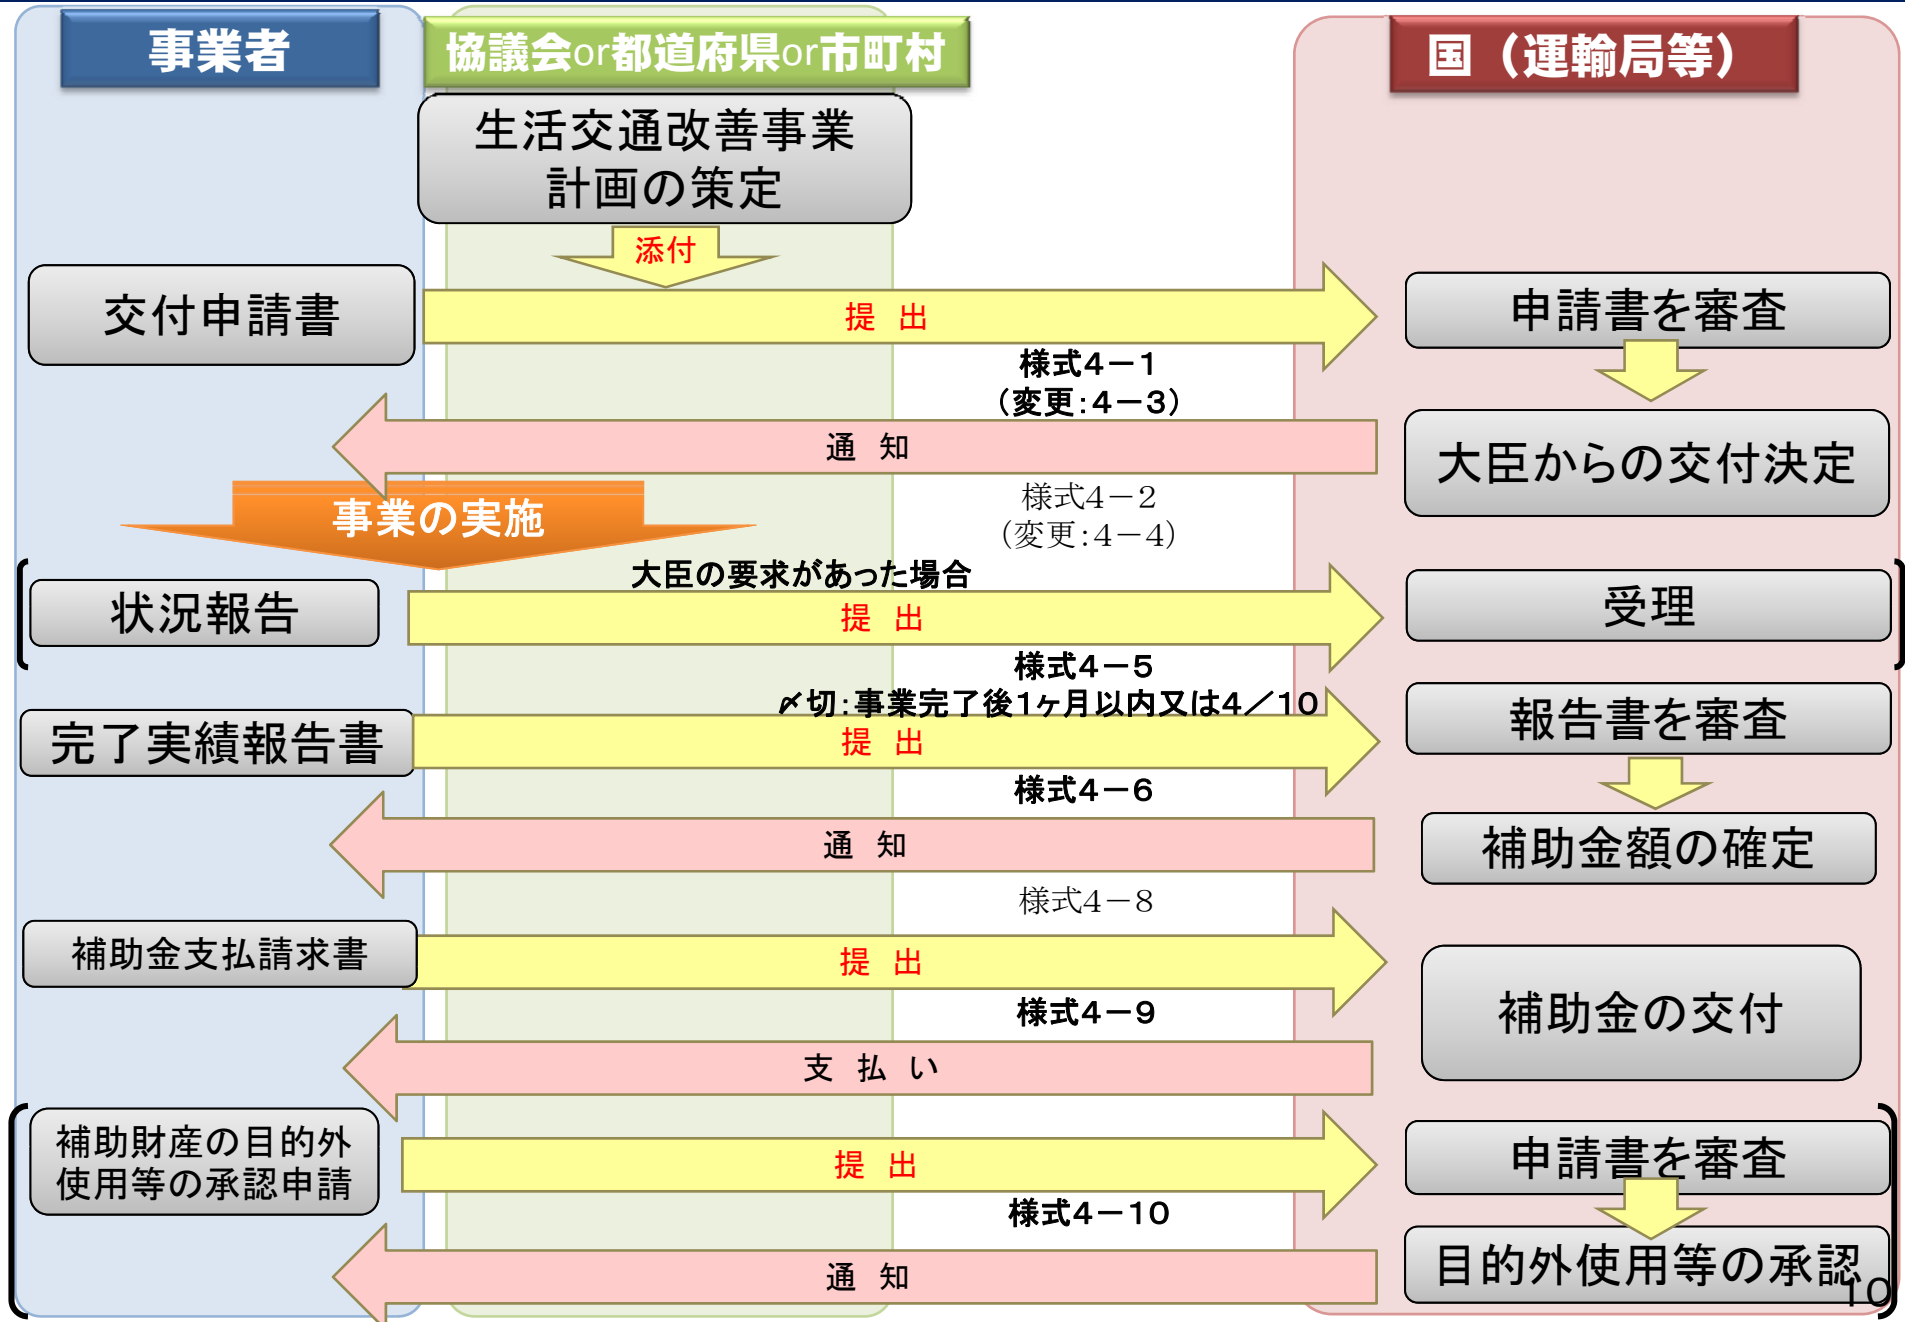 事業者
協議会or都道府県or市町村
国（運輸局等）
生活交通改善事業
計画の策定
添付
交付申請書
提　出
申請書を審査
様式４－１
（変更：４－３）
通　知
大臣からの交付決定
様式４－２
（変更：４－４）
事業の実施
大臣の要求があった場合
状況報告
提　出
受理
様式４－５
〆切：事業完了後１ヶ月以内又は４／１０
完了実績報告書
提　出
報告書を審査
様式４－６
通　知
補助金額の確定
様式４－８
補助金支払請求書
提　出
補助金の交付
様式４－９
支　払　い
補助財産の目的外
使用等の承認申請
提　出
申請書を審査
様式４－１０
通　知
目的外使用等の承認
10